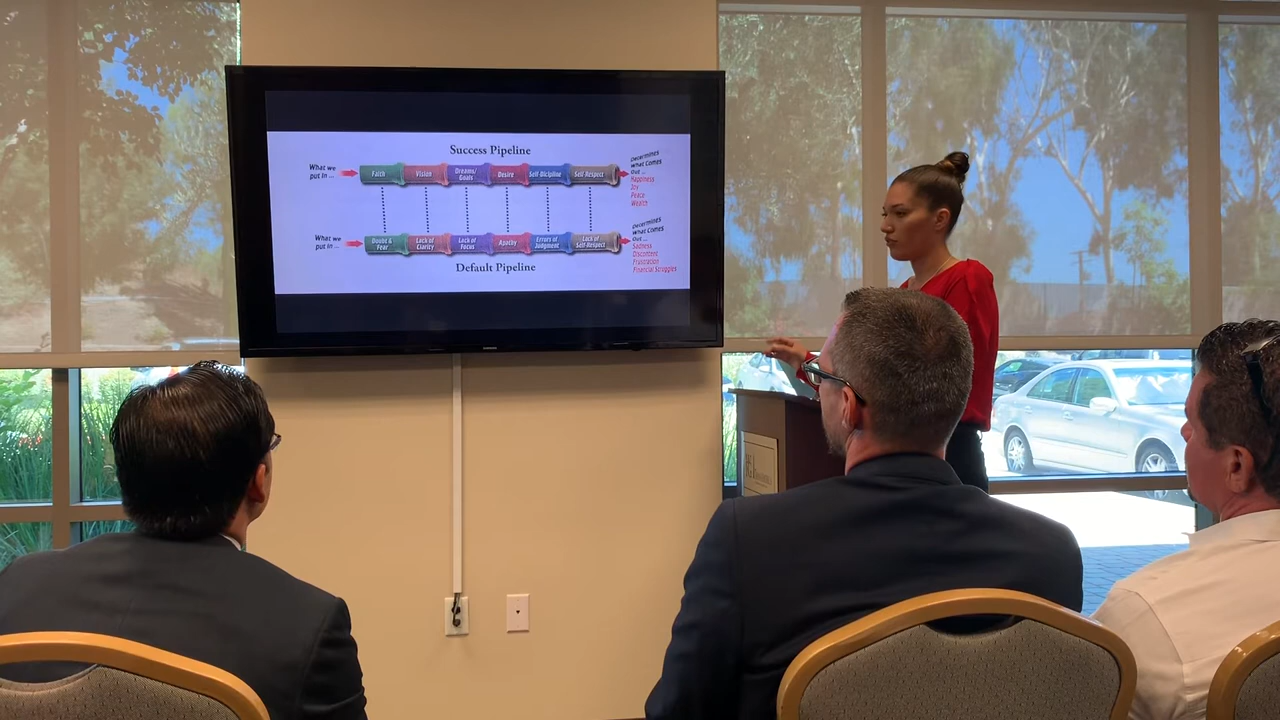 Success Pipeline
What we
put in ...
Faith
Vision
Dreams/
Goals
Desire
Self-Dicipline
Self-Respect
Determines
What Comes
Out ...
Happiness
Joy
Peace
Wealth
What we
put in ...
Doubt &
Fear
Lack of
Clarity
Lack of
Focus
Apathy
Errors of
Judgment
Lack of
Self-Respect
Determines
What Comes
Out ...
Sadness
Discontent
Frustration
Financial Struggles
Default Pipeline